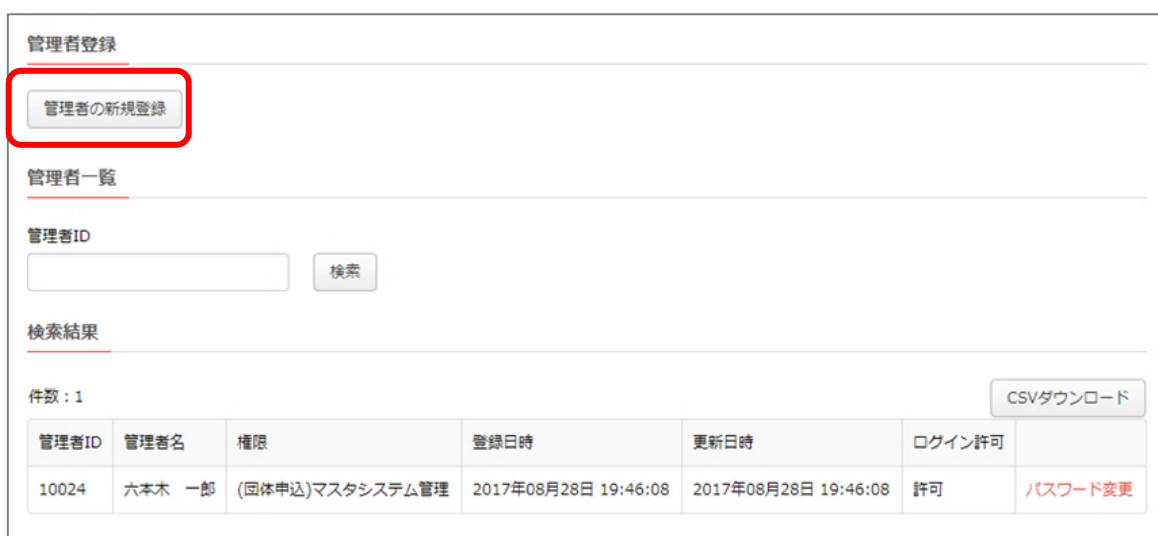 管理者登録
管理者の新規登録
管理者一覧
管理者ID
検索
検索結果
件数：1
CSVダウンロード
管理者ID 管理者名 権限 登録日時 更新日時 ログイン許可
10024 六本木　一郎 (団体申込)マスタシステム管理 2017年08月28日 19:46:08 2017年08月28日 19:46:08 許可 パスワード変更